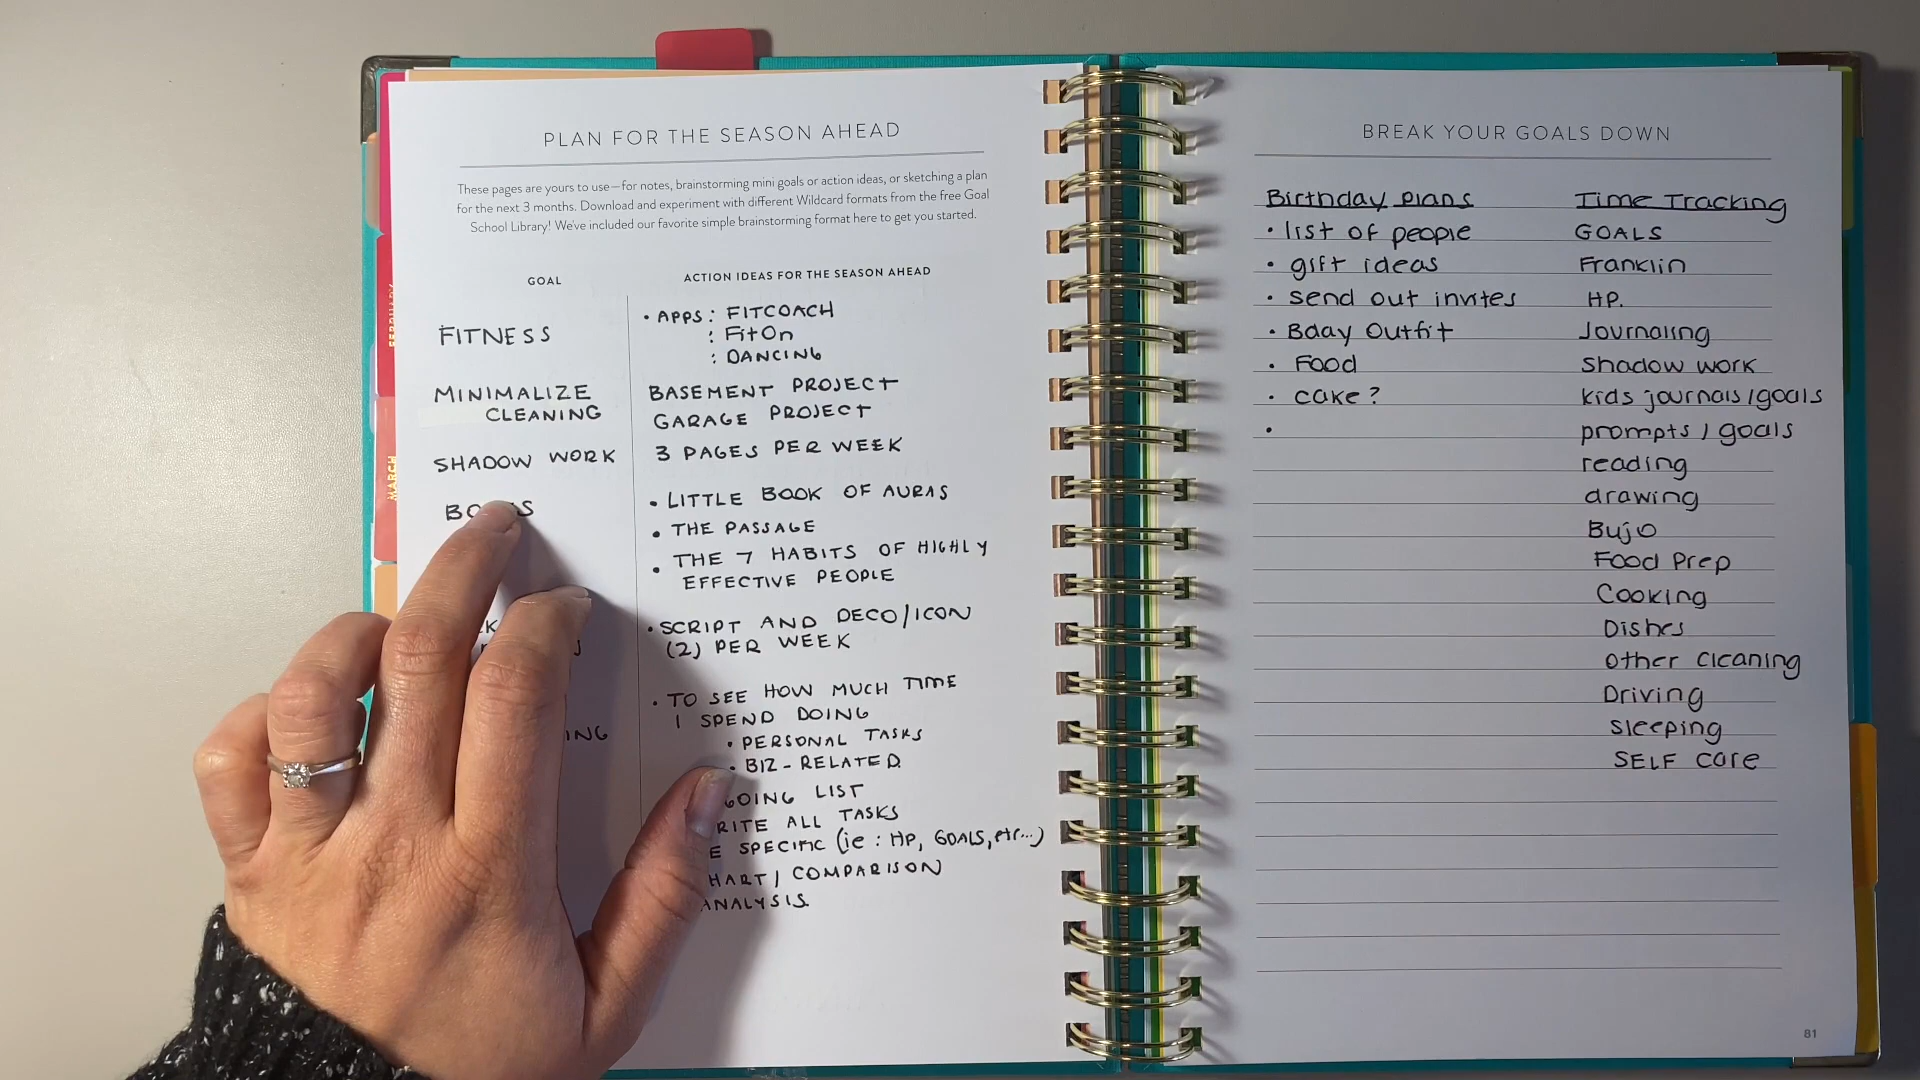 PLAN FOR THE SEASON AHEAD
These pages are yours to use—for notes, brainstorming mini goals or action ideas, or sketching a plan
for the next 3 months. Download and experiment with different Wildcard formats from the free Goal
School Library! We've included our favorite simple brainstorming format here to get you started.
GOAL
ACTION IDEAS FOR THE SEASON AHEAD
FITNESS
• APPS : FITCOACH
: FitOn
: DANCING
MINIMALIZE
CLEANING
BASEMENT PROJECT
GARAGE PROJECT
SHADOW WORK
3 PAGES PER WEEK
• LITTLE BOOK OF AURAS
• THE PASSAGE
• THE 7 HABITS OF HIGHLY
EFFECTIVE PEOPLE
• SCRIPT AND DECO/ICON
(2) PER WEEK
• TO SEE HOW MUCH TIME
I SPEND DOING
• PERSONAL TASKS
• BIZ-RELATED
LIST
ALL TASKS
SPECIFIC (ie : HP, GOALS, etc...)
/ COMPARISON
ANALYSIS
FEBRUARY
MARCH
BREAK YOUR GOALS DOWN
Birthday plans
• list of people
• gift ideas
• send out invites
• Bday Outfit
• Food
• cake?
•
Time Tracking
GOALS
Franklin
HP.
Journaling
Shadow work
kids journals/goals
prompts / goals
reading
drawing
Bujo
Food Prep
Cooking
Dishes
other cleaning
Driving
sleeping
SELF care
81